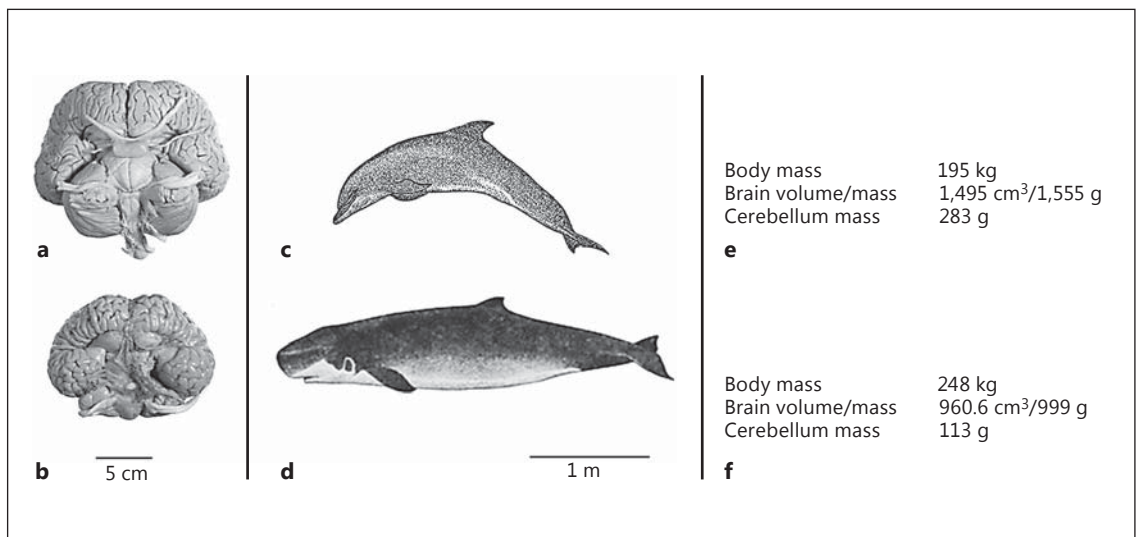 a
c
Body mass 195 kg
Brain volume/mass 1,495 cm³/1,555 g
Cerebellum mass 283 g
e
b
5 cm
d
1 m
Body mass 248 kg
Brain volume/mass 960.6 cm³/999 g
Cerebellum mass 113 g
f